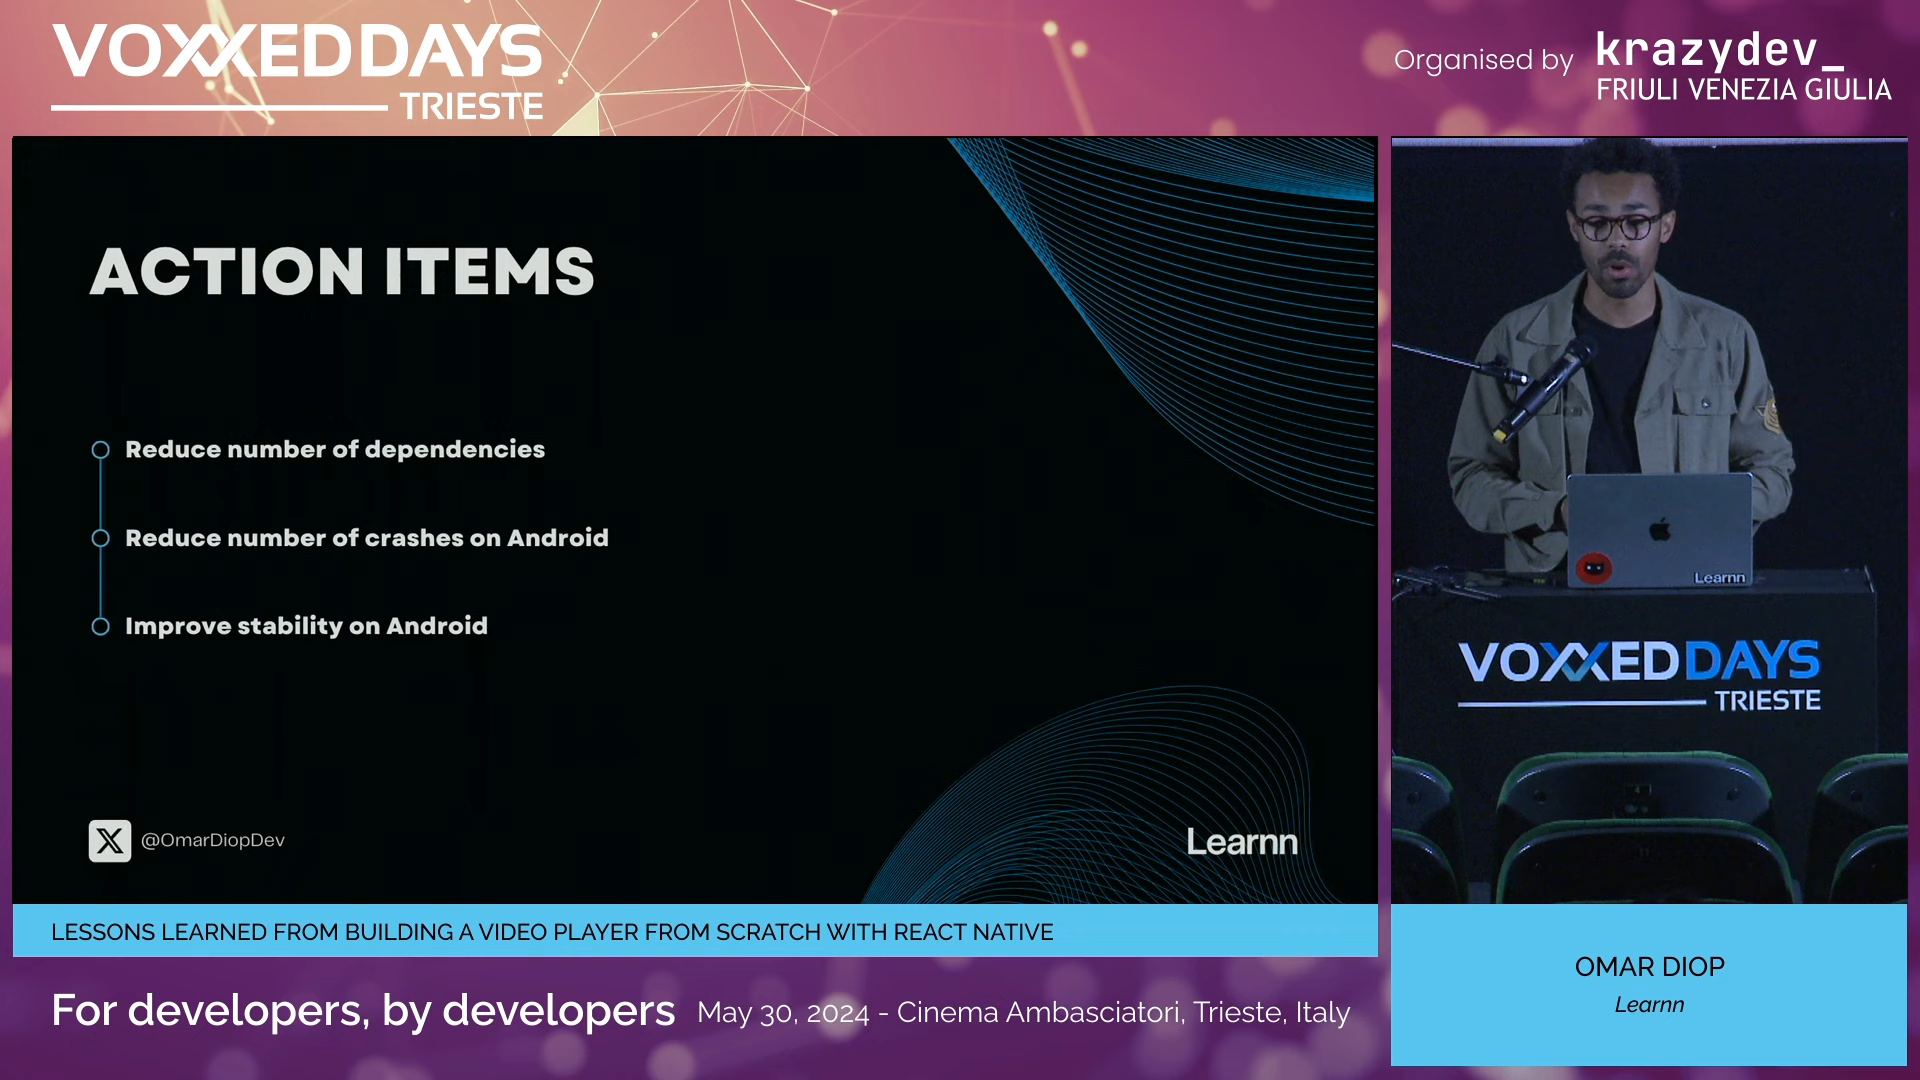 VOXXEDDAYS
TRIESTE
Organised by
krazydev_
FRIULI VENEZIA GIULIA
ACTION ITEMS
Reduce number of dependencies
Reduce number of crashes on Android
Improve stability on Android
X @OmarDiopDev
Learnn
Learnn
VOXXEDDAYS
TRIESTE
LESSONS LEARNED FROM BUILDING A VIDEO PLAYER FROM SCRATCH WITH REACT NATIVE
OMAR DIOP
Learnn
For developers, by developers May 30, 2024 - Cinema Ambasciatori, Trieste, Italy